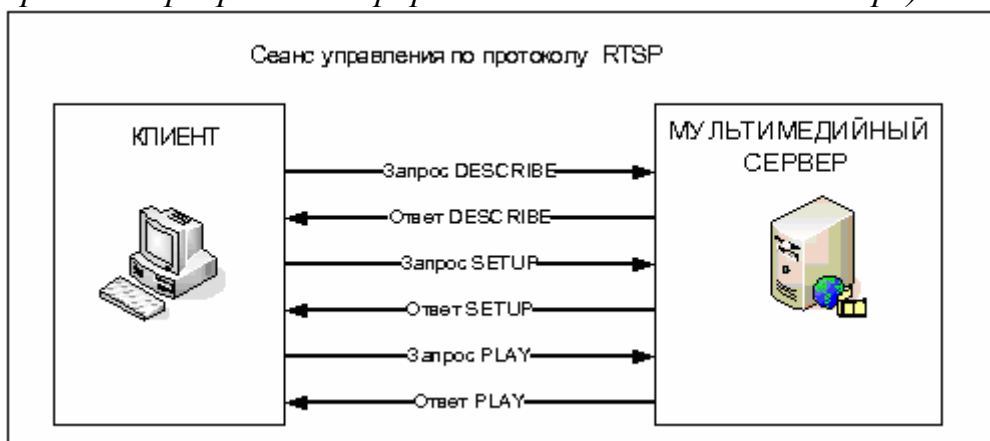 Сеанс управления по протоколу RTSP
КЛИЕНТ
МУЛЬТИМЕДИЙНЫЙ
СЕРВЕР
Запрос DESCRIBE
Ответ DESCRIBE
Запрос SETUP
Ответ SETUP
Запрос PLAY
Ответ PLAY